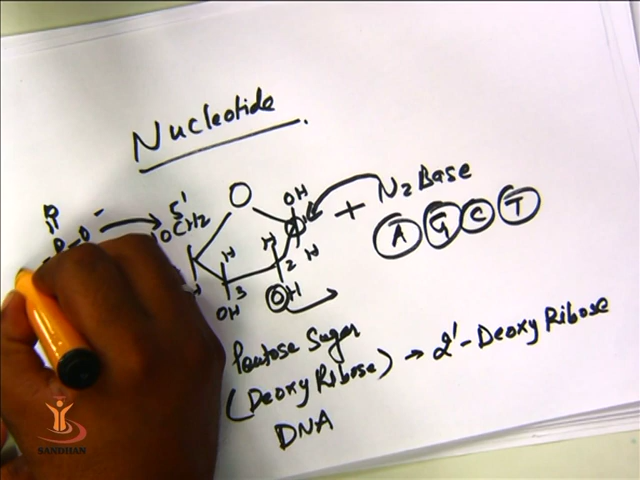 Nucleotide.
O
5'
OH
N2 Base
O
-
OCH2
+
A G C T
P-O
H
H
H
2
3
OH
OH
Pentose Sugar
(Deoxy Ribose) → 2'-Deoxy Ribose
DNA
SANDHAN